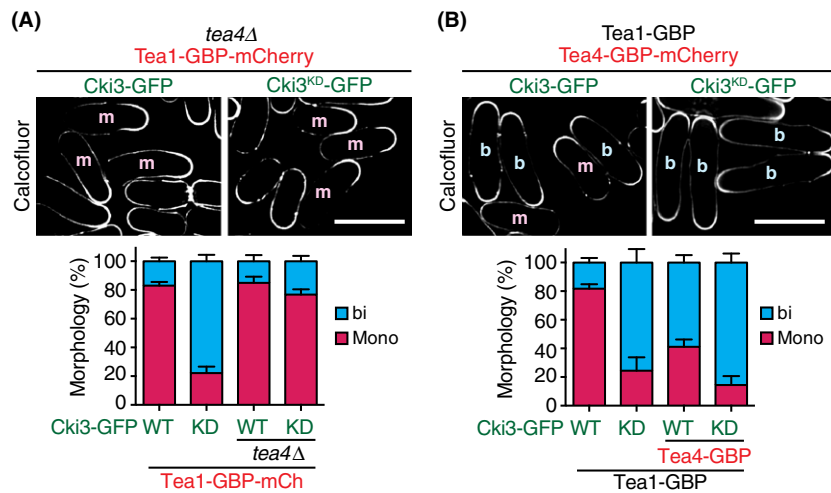 (A)
tea4Δ
Tea1-GBP-mCherry
Cki3-GFP Cki3KD-GFP
Calcofluor
m
m
m
m
m
m
Morphology (%)
100
80
60
40
20
0
bi
Mono
Cki3-GFP WT KD WT KD
tea4Δ
Tea1-GBP-mCh
(B)
Tea1-GBP
Tea4-GBP-mCherry
Cki3-GFP Cki3KD-GFP
Calcofluor
b
b
m
b
m
b
b
b
b
Morphology (%)
100
80
60
40
20
0
bi
Mono
Cki3-GFP WT KD WT KD
Tea4-GBP
Tea1-GBP